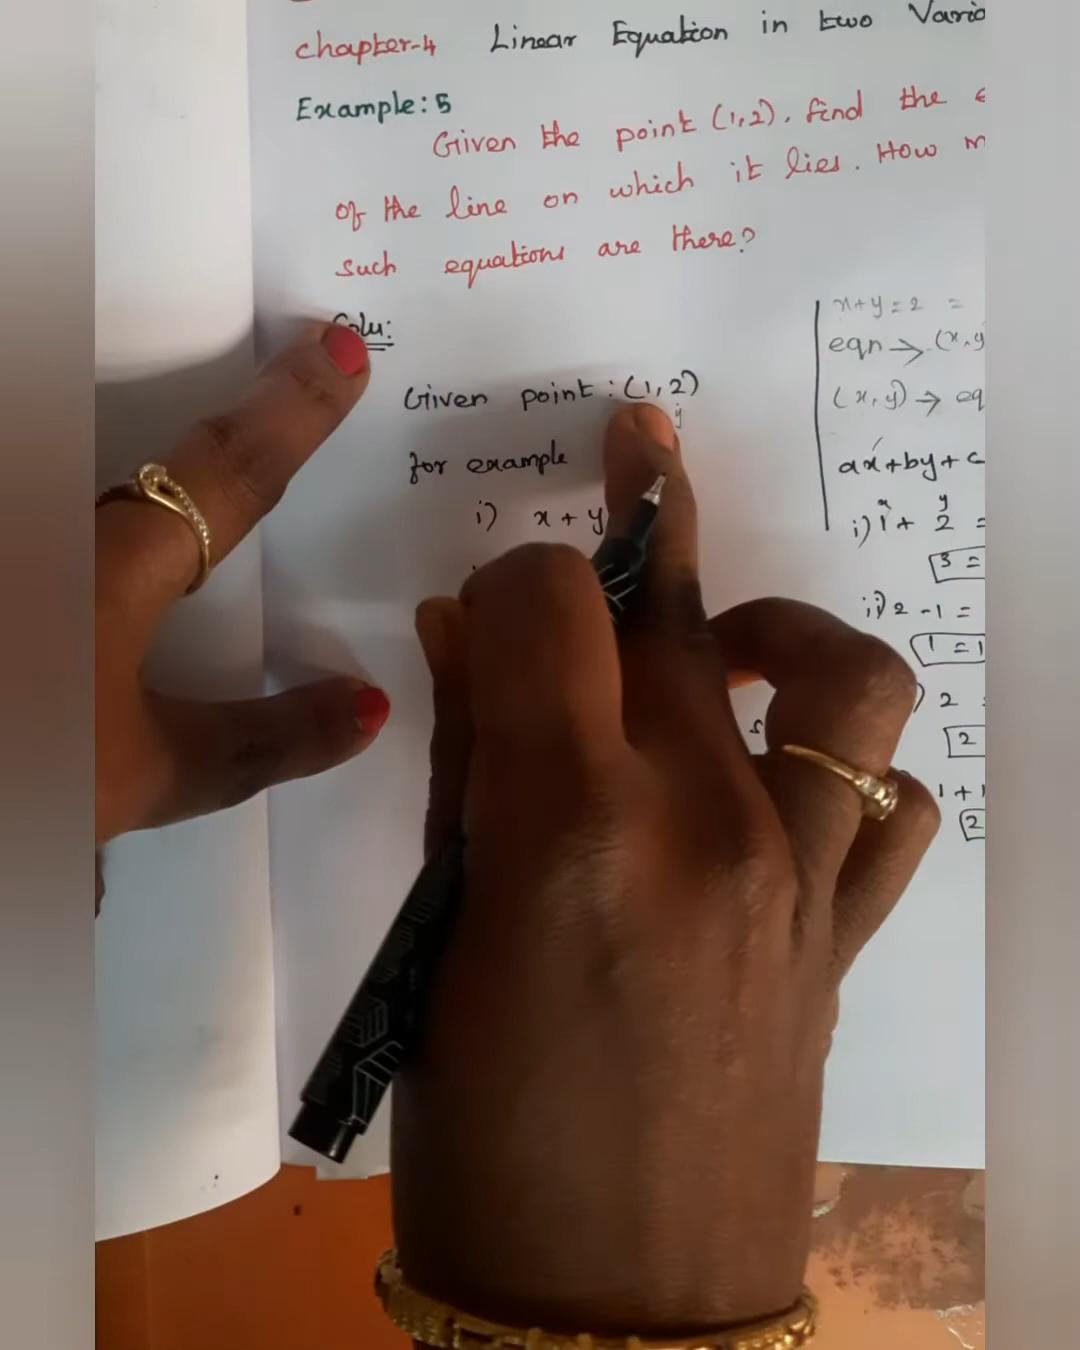 chapter-4 Linear Equation in two Vario
Example: 5
Given the point (1,2). find the
of the line on which it lies. How
such equations are there?
Solu:
Given point : (1,2)
y
for example
i) x + y
x+y=2 =
eqn → (x,y
(x,y) → eq
ax+by+c
x y
i) 1 + 2 =
3 =
ii) 2 -1 =
1 = 1
) 2 =
2
1 + 1
2